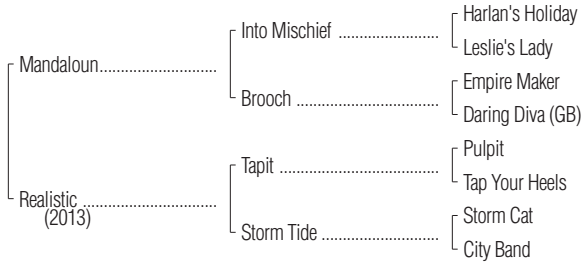 Harlan's Holiday
Into Mischief ........................
Leslie's Lady
Mandaloun............................
Empire Maker
Brooch ..................................
Daring Diva (GB)
Pulpit
Tapit ......................................
Tap Your Heels
Realistic ................................
(2013)
Storm Cat
Storm Tide .............................
City Band